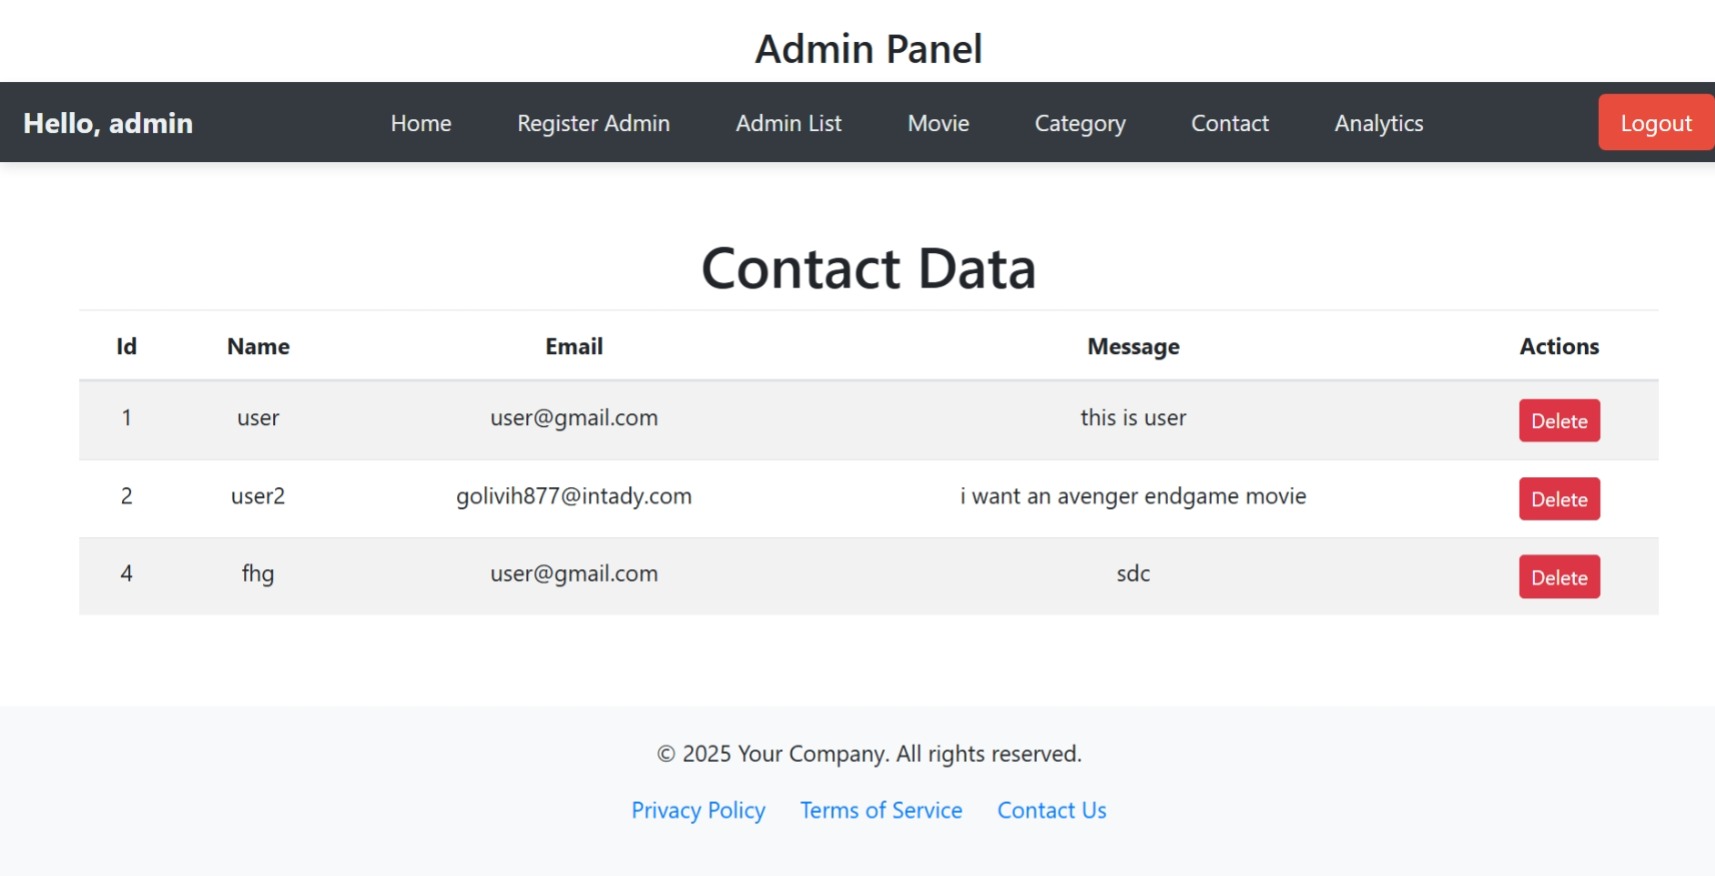 Admin Panel
Hello, admin Home Register Admin Admin List Movie Category Contact Analytics Logout
Contact Data
Id Name Email Message Actions
1 user user@gmail.com this is user Delete
2 user2 golivih877@intady.com i want an avenger endgame movie Delete
4 fhg user@gmail.com sdc Delete
© 2025 Your Company. All rights reserved.
Privacy Policy Terms of Service Contact Us